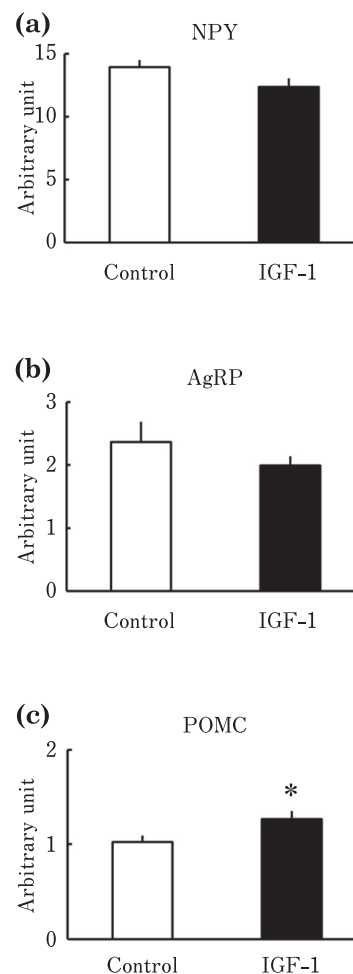 (a)
NPY
15
10
5
0
Arbitrary unit
Control IGF-1
(b)
AgRP
3
2
1
0
Arbitrary unit
Control IGF-1
(c)
POMC
2
1
0
Arbitrary unit
*
Control IGF-1